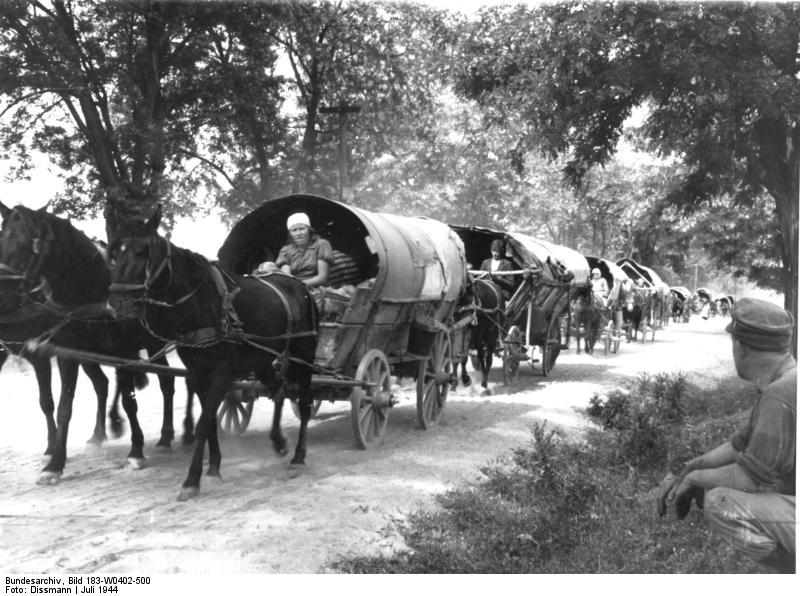 Bundesarchiv, Bild 183-W0402-500
Foto: Dissmann | Juli 1944